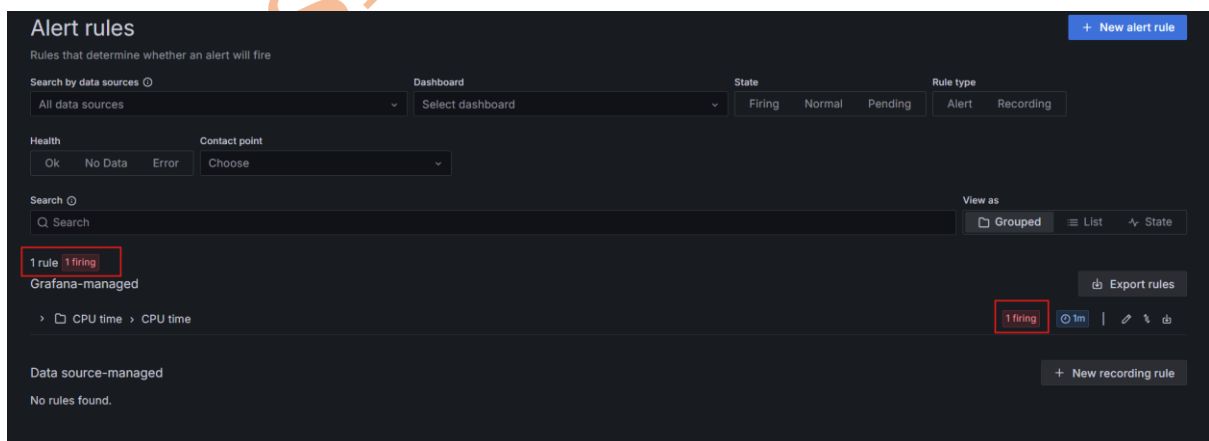 Alert rules
+ New alert rule
Rules that determine whether an alert will fire
Search by data sources
Dashboard
State
Rule type
All data sources
Select dashboard
Firing Normal Pending
Alert Recording
Health
Contact point
Ok No Data Error
Choose
Search
View as
Search
Grouped List State
1 rule 1 firing
Grafana-managed
Export rules
CPU time > CPU time
1 firing 1m
Data source-managed
+ New recording rule
No rules found.